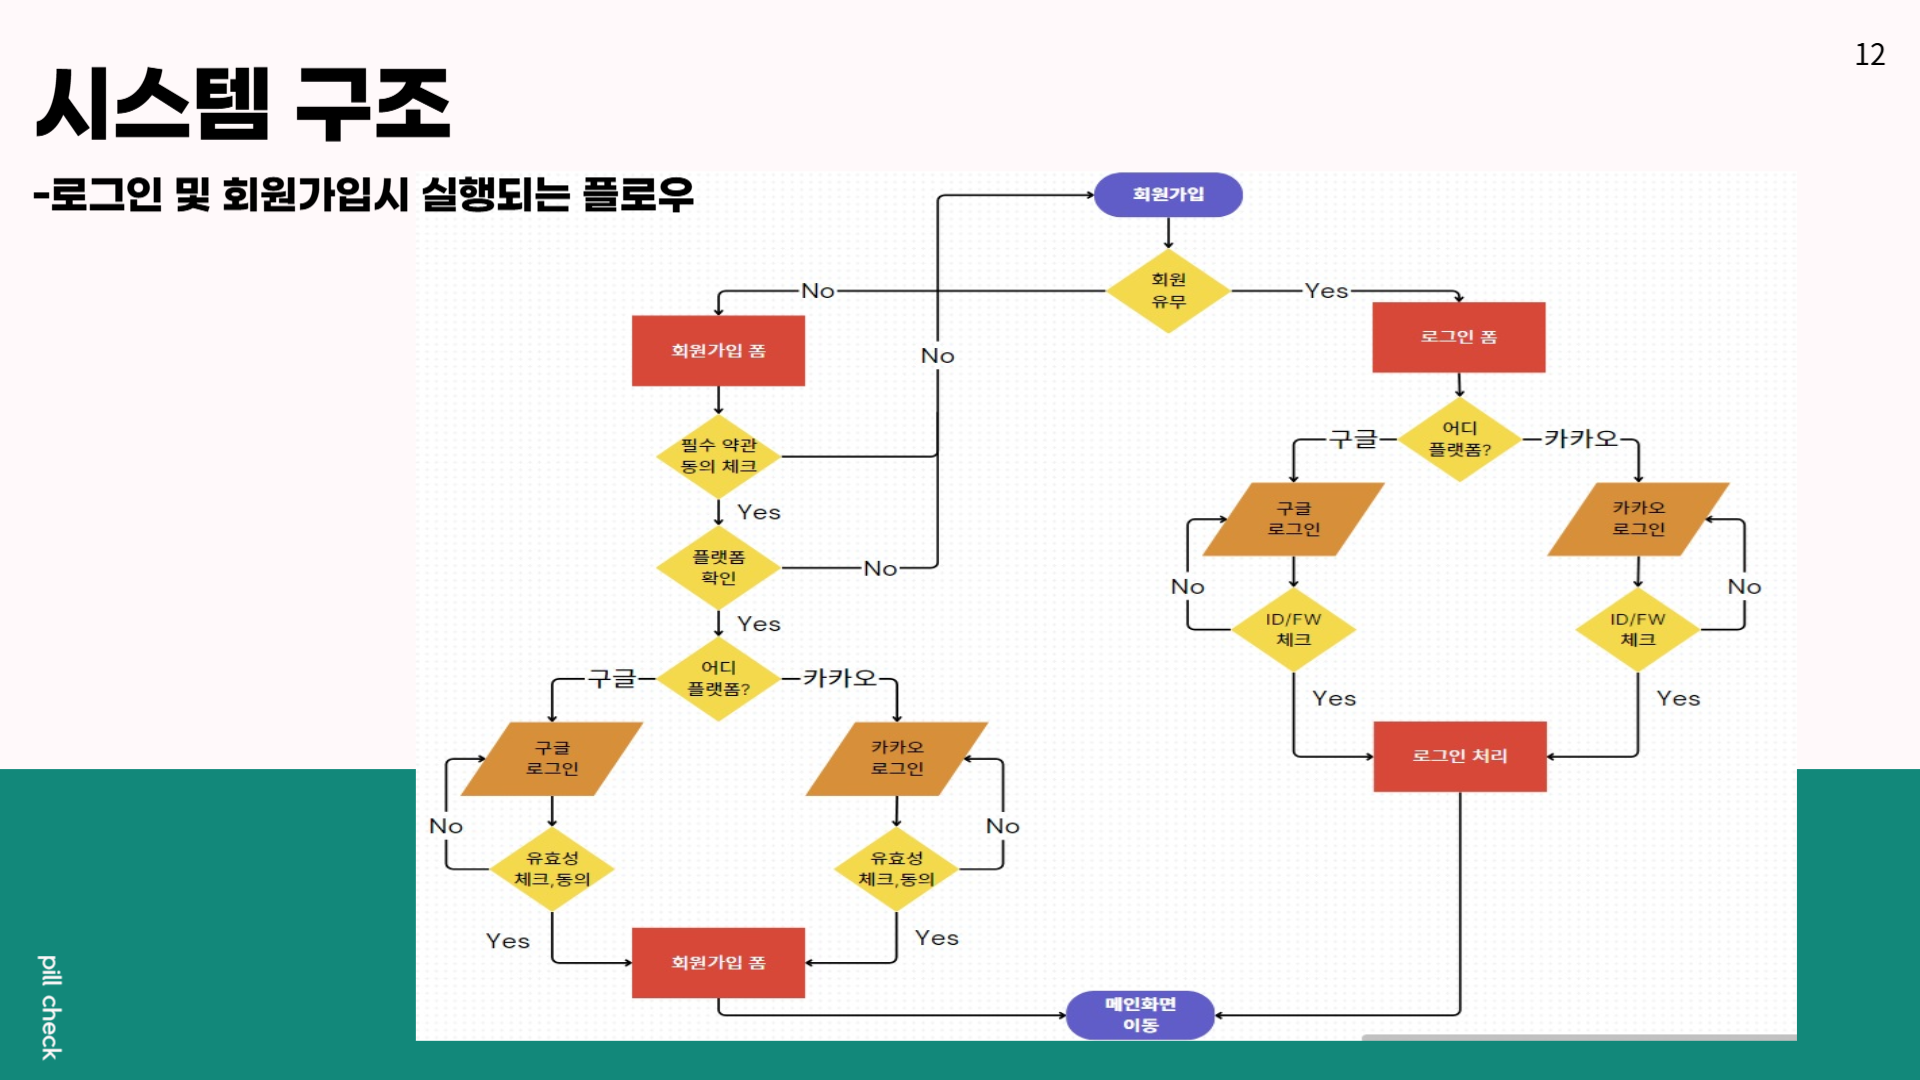 12
시스템 구조
-로그인 및 회원가입시 실행되는 플로우
회원가입
회원
유무
No
Yes
회원가입 폼
로그인 폼
No
필수 약관
동의 체크
Yes
플랫폼
확인
No
Yes
어디
플랫폼?
구글
카카오
구글
로그인
카카오
로그인
No
No
유효성
체크,동의
유효성
체크,동의
Yes
Yes
회원가입 폼
어디
플랫폼?
구글
카카오
구글
로그인
카카오
로그인
No
No
ID/FW
체크
ID/FW
체크
Yes
Yes
로그인 처리
메인화면
이동
pill check